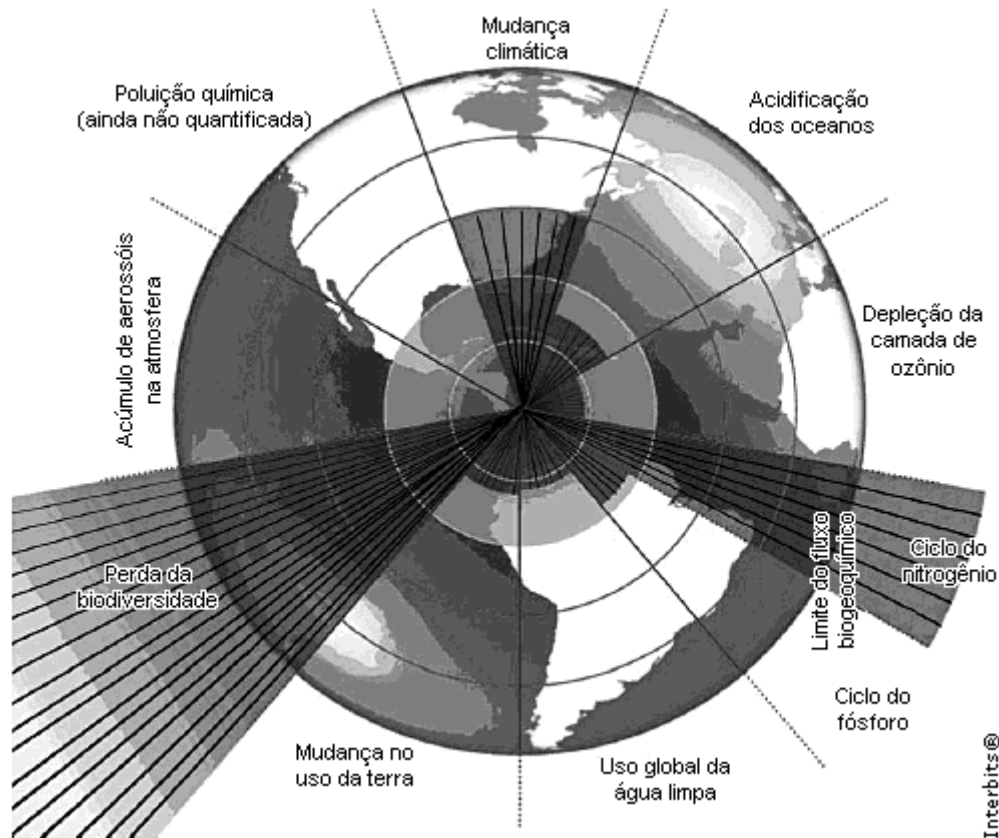 Mudança
climática
Poluição química
(ainda não quantificada)
Acidificação
dos oceanos
Acúmulo de aerossóis
na atmosfera
Depleção da
camada de
ozônio
Perda da
biodiversidade
Limite do fluxo
biogeoquímico
Ciclo do
nitrogênio
Ciclo do
fósforo
Mudança no
uso da terra
Uso global da
água limpa
Interbits®